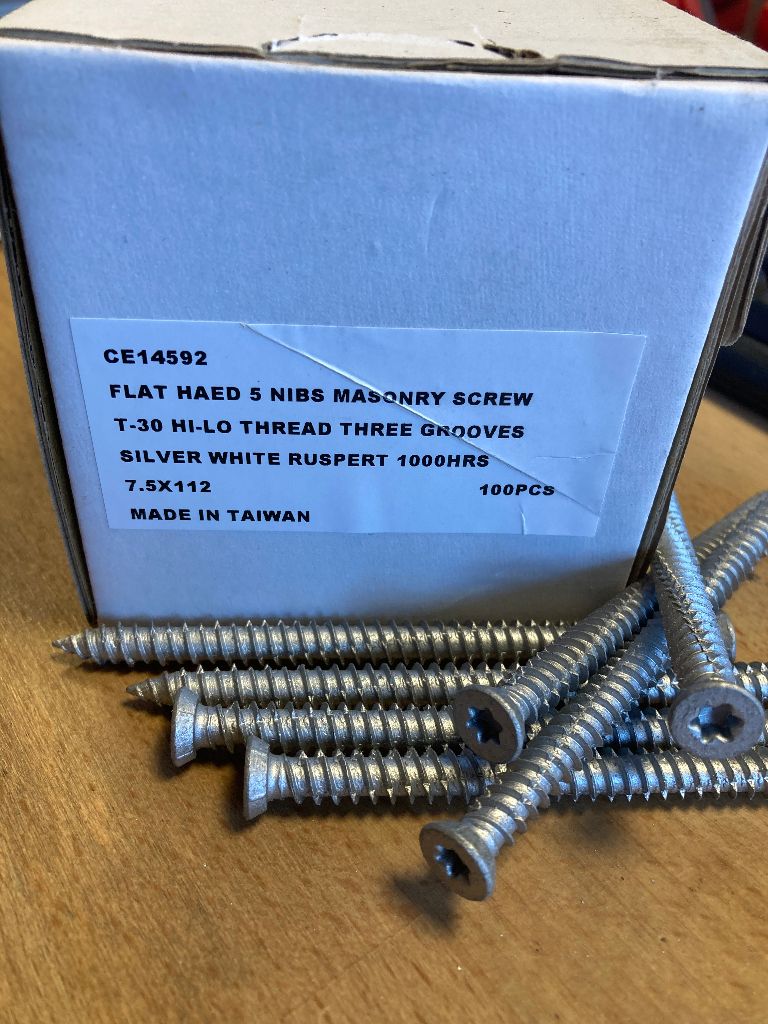 CE14592
FLAT HAED 5 NIBS MASONRY SCREW
T-30 HI-LO THREAD THREE GROOVES
SILVER WHITE RUSPERT 1000HRS
7.5X112 100PCS
MADE IN TAIWAN